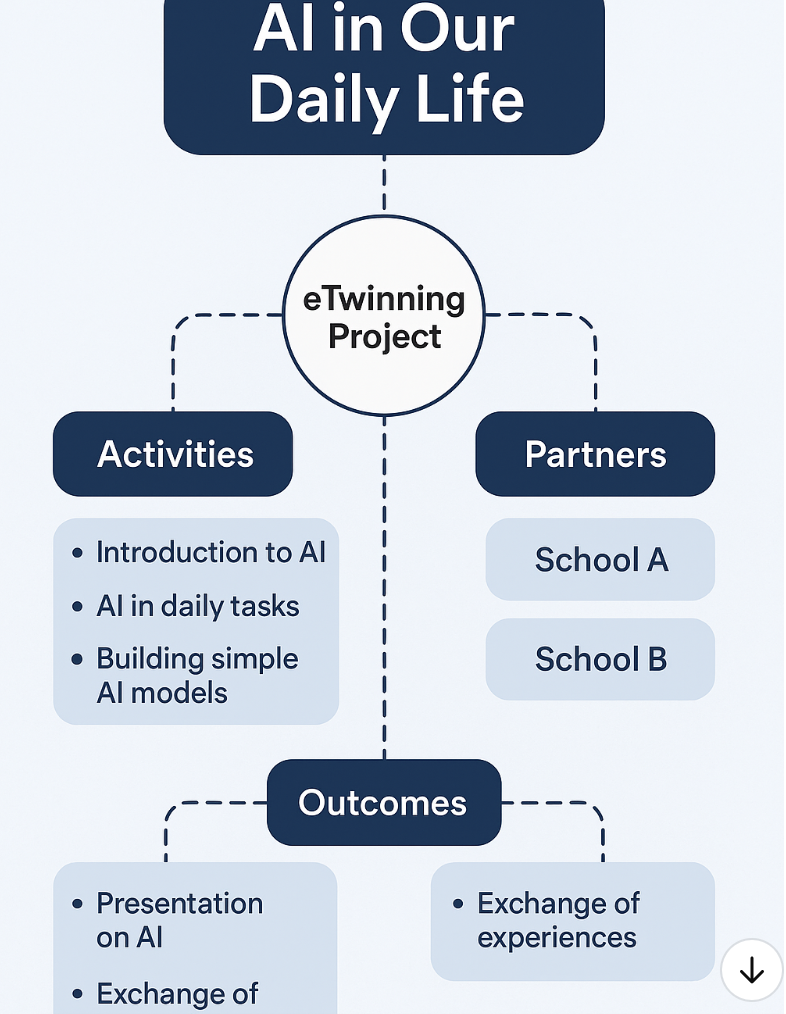 AI in Our
Daily Life
eTwinning
Project
Activities
Partners
• Introduction to AI
• AI in daily tasks
• Building simple
AI models
School A
School B
Outcomes
• Presentation
on AI
• Exchange of
• Exchange of
experiences